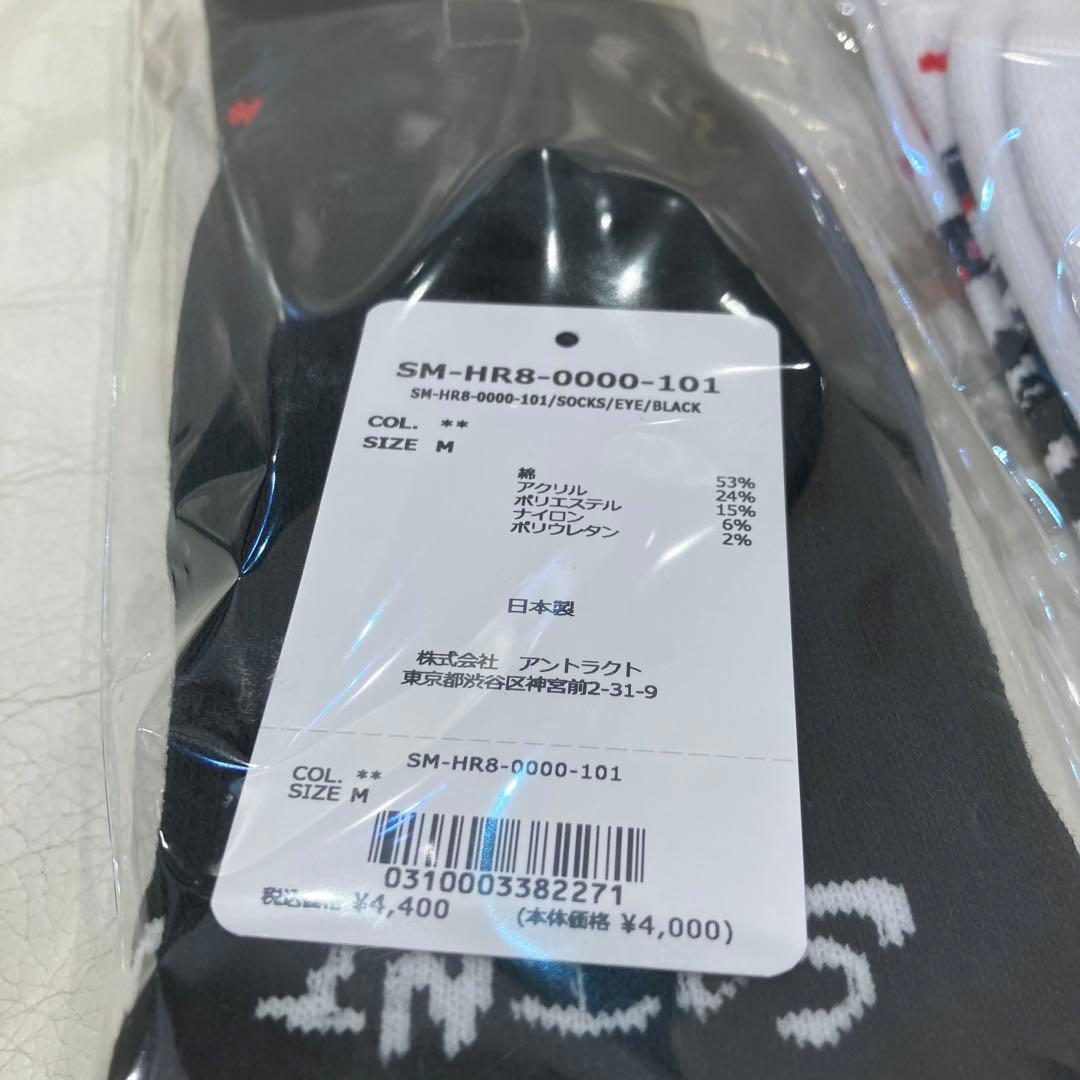 SM-HR8-0000-101
SM-HR8-0000-101/SOCKS/EYE/BLACK
COL. **
SIZE M
綿 53%
アクリル 24%
ポリエステル 15%
ナイロン 6%
ポリウレタン 2%
日本製
株式会社 アントラクト
東京都渋谷区神宮前2-31-9
SM-HR8-0000-101
COL. **
SIZE M
0310003382271
税込価格 ¥4,400 (本体価格 ¥4,000)